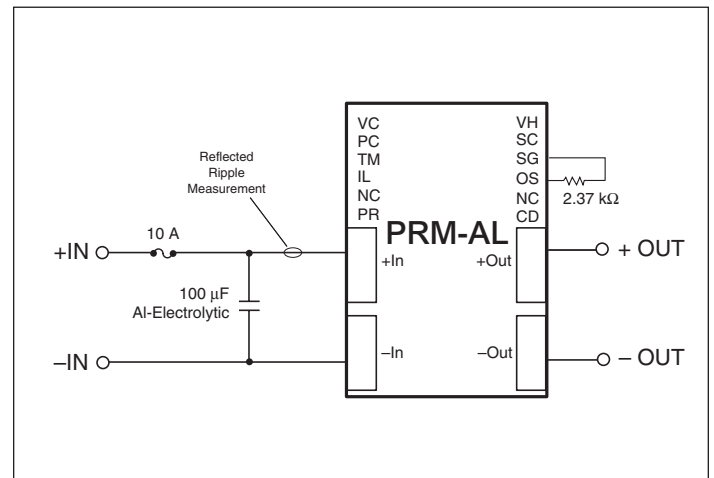 VC
PC
TM
IL
NC
PR
VH
SC
SG
OS
NC
CD
2.37 kΩ
Reflected
Ripple
Measurement
PRM-AL
10 A
+IN
+In
+Out
+ OUT
100 µF
Al-Electrolytic
–IN
–In
–Out
– OUT